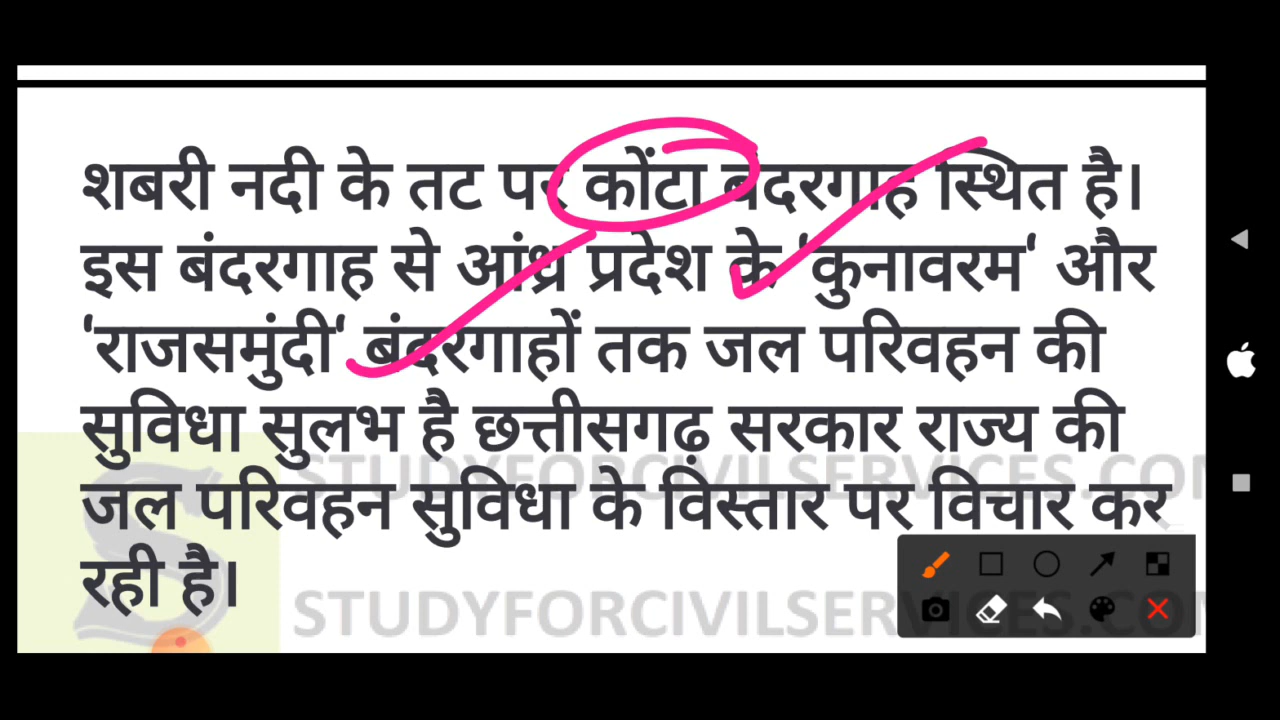 शबरी नदी के तट पर कोंटा बंदरगाह स्थित है।
इस बंदरगाह से आंध्र प्रदेश के 'कुनावरम' और
'राजसमुंदी' बंदरगाहों तक जल परिवहन की
सुविधा सुलभ है छत्तीसगढ़ सरकार राज्य की
STUDYFORCIVILSERVICES.COM
जल परिवहन सुविधा के विस्तार पर विचार कर
रही है।
STUDYFORCIVILSERVICES.COM